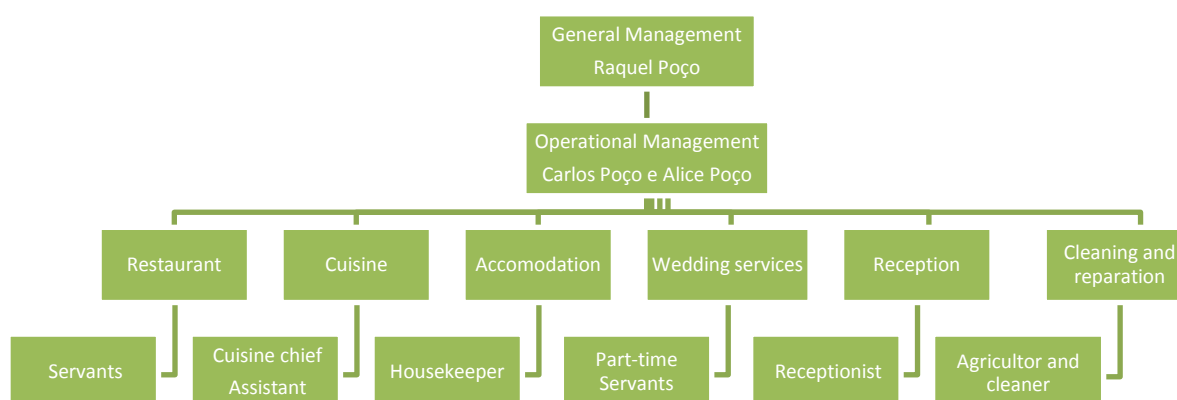 General Management
Raquel Poço
Operational Management
Carlos Poço e Alice Poço
Restaurant
Cuisine
Accomodation
Wedding services
Reception
Cleaning and
reparation
Servants
Cuisine chief
Assistant
Housekeeper
Part-time
Servants
Receptionist
Agricultor and
cleaner